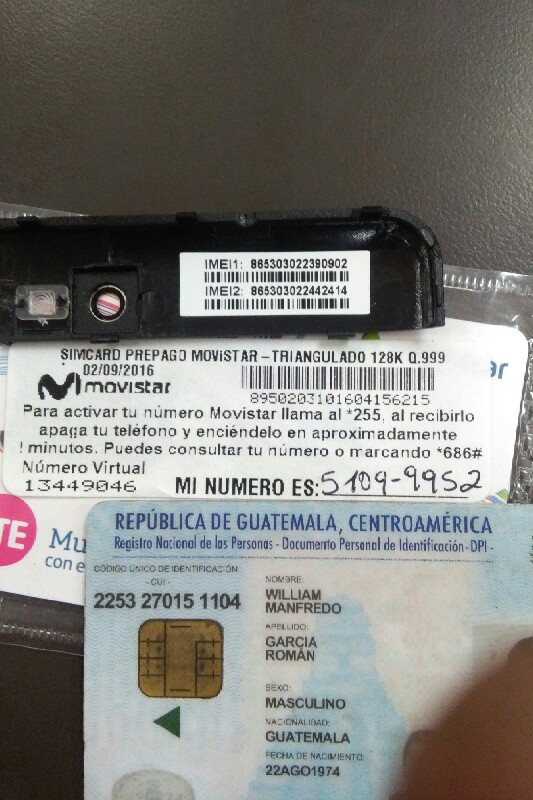 IMEI1: 865303022390902
IMEI2: 865303022442414
SIMCARD PREPAGO MOViSTAR -TRIANGULADO 128K Q.999
02/09/2016
movistar
8950203101604156215
Para activar tu número Movistar llama al *255, al recibirlo
apaga tu teléfono y enciéndelo en aproximadamente
! minutos. Puedes consultar tu número o marcando *686#
Número Virtual
13449046 MI NUMERO ES: 5109-9952
TE
Mu
con e
ar
REPÚBLICA DE GUATEMALA, CENTROAMÉRICA
Registro Nacional de las Personas - Documento Personal de Identificación - DPI -
CÓDIGO ÚNICO DE IDENTIFICACIÓN
- CUI -
2253 27015 1104
NOMBRE:
WILLIAM
MANFREDO
APELLIDO:
GARCIA
ROMÁN
SEXO:
MASCULINO
NACIONALIDAD:
GUATEMALA
FECHA DE NACIMIENTO:
22AGO1974